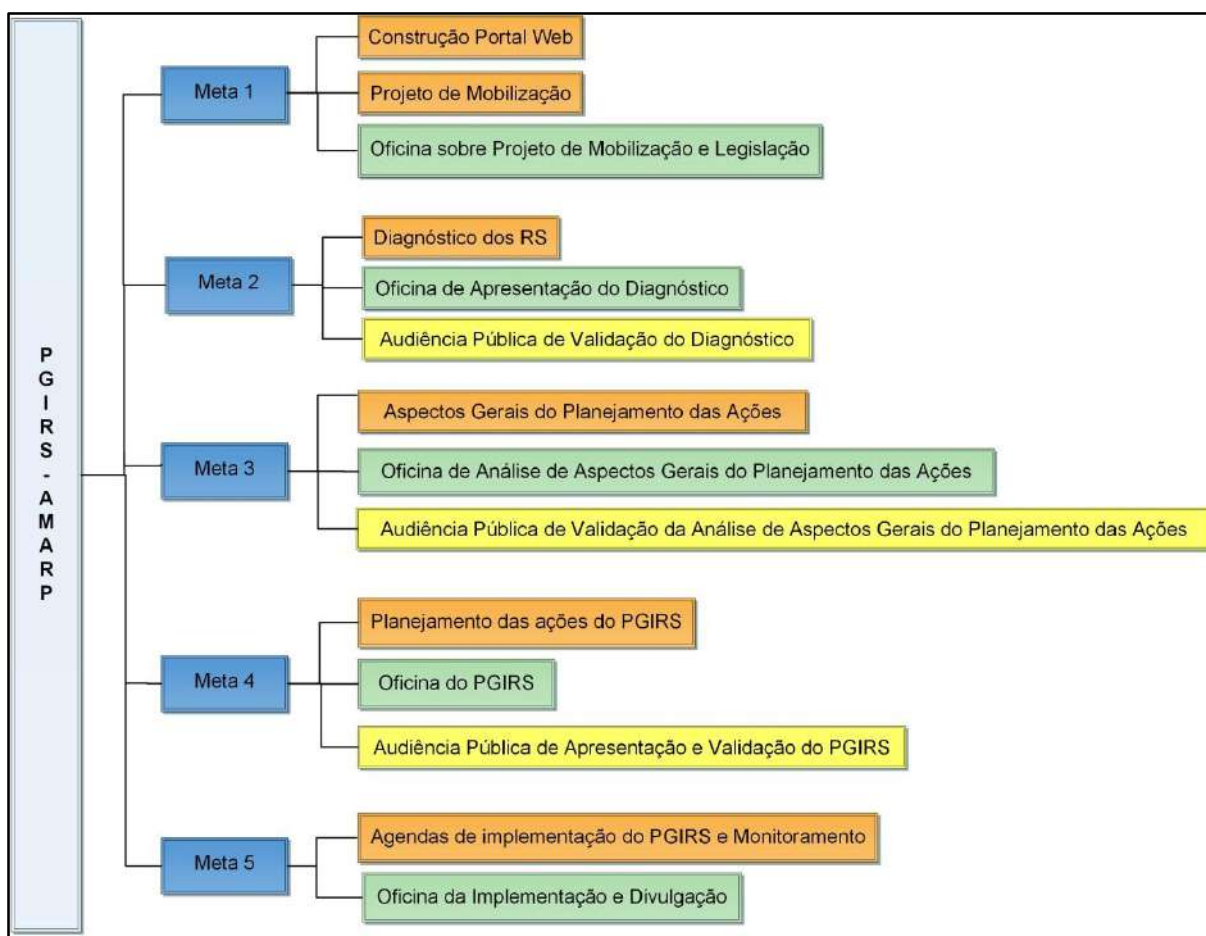 PGIRS - AMARP
Meta 1
Construção Portal Web
Projeto de Mobilização
Oficina sobre Projeto de Mobilização e Legislação
Meta 2
Diagnóstico dos RS
Oficina de Apresentação do Diagnóstico
Audiência Pública de Validação do Diagnóstico
Meta 3
Aspectos Gerais do Planejamento das Ações
Oficina de Análise de Aspectos Gerais do Planejamento das Ações
Audiência Pública de Validação da Análise de Aspectos Gerais do Planejamento das Ações
Meta 4
Planejamento das ações do PGIRS
Oficina do PGIRS
Audiência Pública de Apresentação e Validação do PGIRS
Meta 5
Agendas de implementação do PGIRS e Monitoramento
Oficina da Implementação e Divulgação